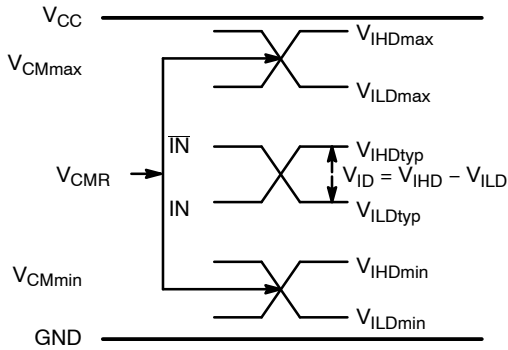 VCC
VIHDmax
VCMmax
VILDmax
IN
VIHDtyp
VCMR
VID = VIHD − VILD
IN
VILDtyp
VIHDmin
VCMmin
VILDmin
GND